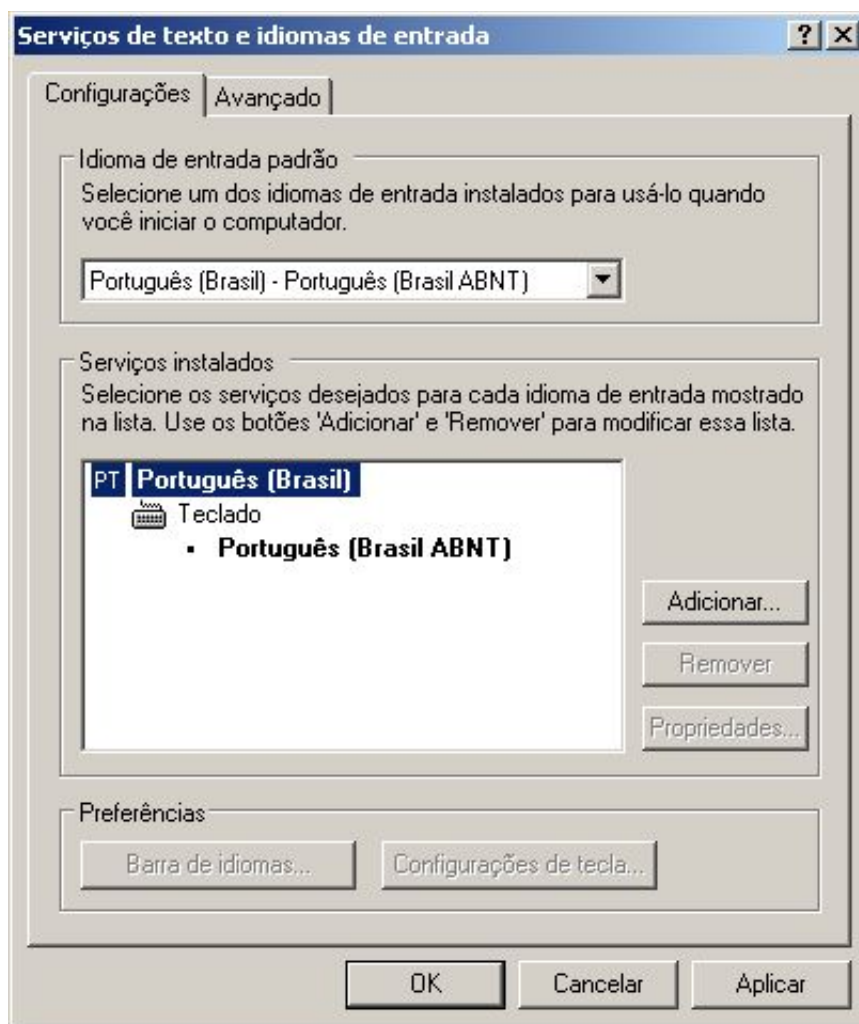 Serviços de texto e idiomas de entrada
Configurações
Avançado
Idioma de entrada padrão
Selecione um dos idiomas de entrada instalados para usá-lo quando
você iniciar o computador.
Português (Brasil) - Português (Brasil ABNT)
Serviços instalados
Selecione os serviços desejados para cada idioma de entrada mostrado
na lista. Use os botões 'Adicionar' e 'Remover' para modificar essa lista.
PT Português (Brasil)
Teclado
Português (Brasil ABNT)
Adicionar...
Remover
Propriedades...
Preferências
Barra de idiomas...
Configurações de tecla...
OK
Cancelar
Aplicar